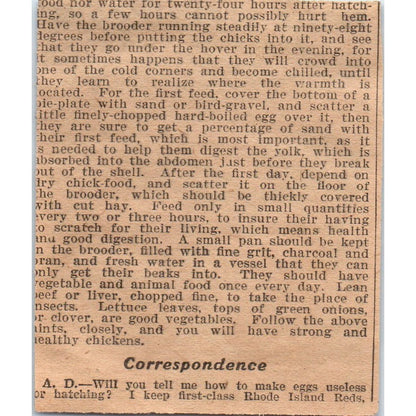 food nor water for twenty-four hours after hatch-
ing, so a few hours cannot possibly hurt them.
Have the brooder running steadily at ninety-eight
degrees before putting the chicks into it, and see
that they go under the hover in the evening, for
it sometimes happens that they will crowd into
one of the cold corners and become chilled, until
they learn to realize where the warmth is
located. For the first feed, cover the bottom of a
pie-plate with sand or bird-gravel, and scatter a
little finely-chopped hard-boiled egg over it, then
they are sure to get a percentage of sand with
their first feed, which is most important, as it
is needed to help them digest the yolk, which is
absorbed into the abdomen just before they break
out of the shell. After the first day, depend on
dry chick-food, and scatter it on the floor of
the brooder, which should be thickly covered
with cut hay. Feed only in small quantities
every two or three hours, to insure their having
to scratch for their living, which means health
and good digestion. A small pan should be kept
in the brooder, filled with fine grit, charcoal and
bran, and fresh water in a vessel that they can
only get their beaks into. They should have
vegetable and animal food once every day. Lean
beef or liver, chopped fine, to take the place of
insects. Lettuce leaves, tops of green onions,
or clover, are good vegetables. Follow the above
hints, closely, and you will have strong and
healthy chickens.
Correspondence
A. D.—Will you tell me how to make eggs useless
for hatching? I keep first-class Rhode Island Reds,